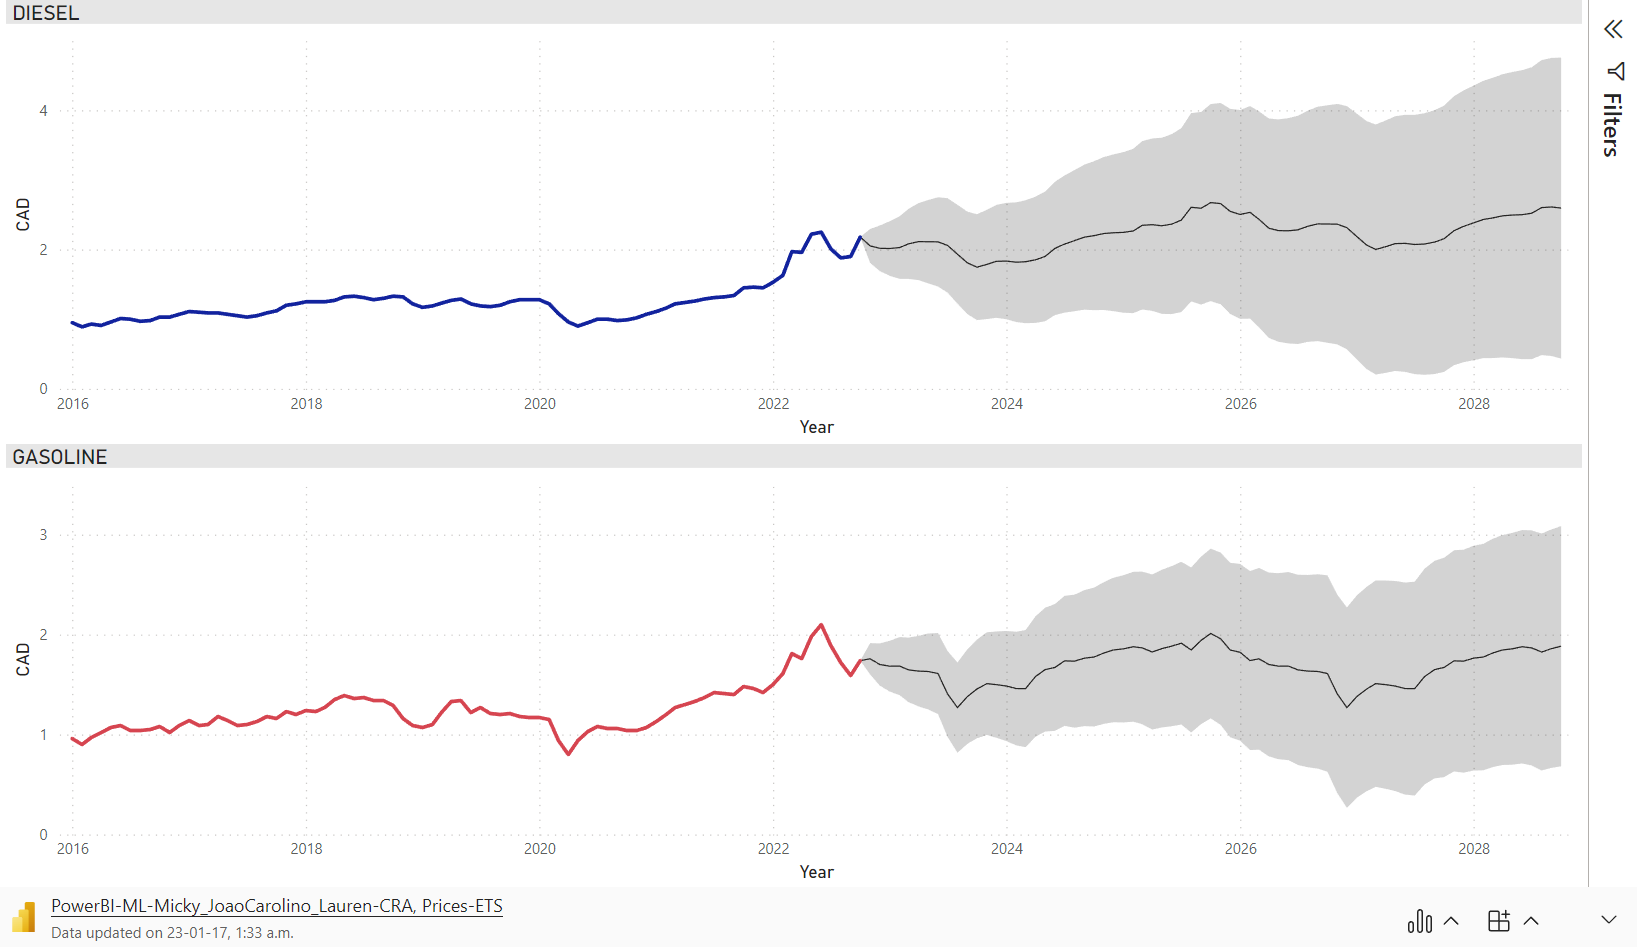 DIESEL
4
2
0
CAD
2016 2018 2020 2022 2024 2026 2028
Year
GASOLINE
3
2
1
0
CAD
2016 2018 2020 2022 2024 2026 2028
Year
Filters
PowerBI-ML-Micky_JoaoCarolino_Lauren-CRA, Prices-ETS
Data updated on 23-01-17, 1:33 a.m.